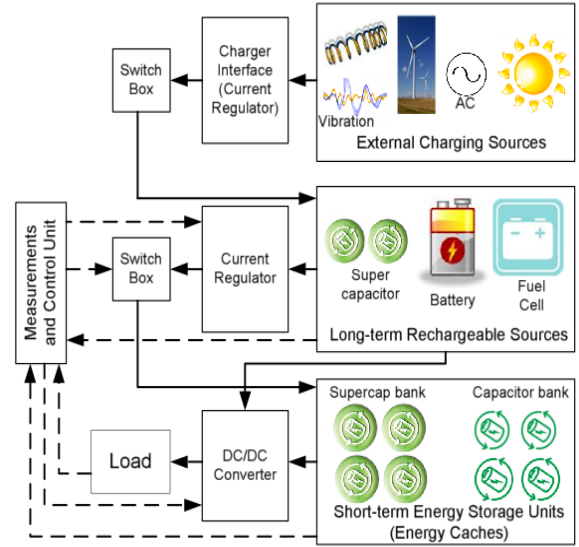 Switch
Box
Charger
Interface
(Current
Regulator)
Vibration
AC
External Charging Sources
Measurements
and Control Unit
Switch
Box
Current
Regulator
Super
capacitor
Battery
Fuel
Cell
Long-term Rechargeable Sources
Load
DC/DC
Converter
Supercap bank
Capacitor bank
Short-term Energy Storage Units
(Energy Caches)